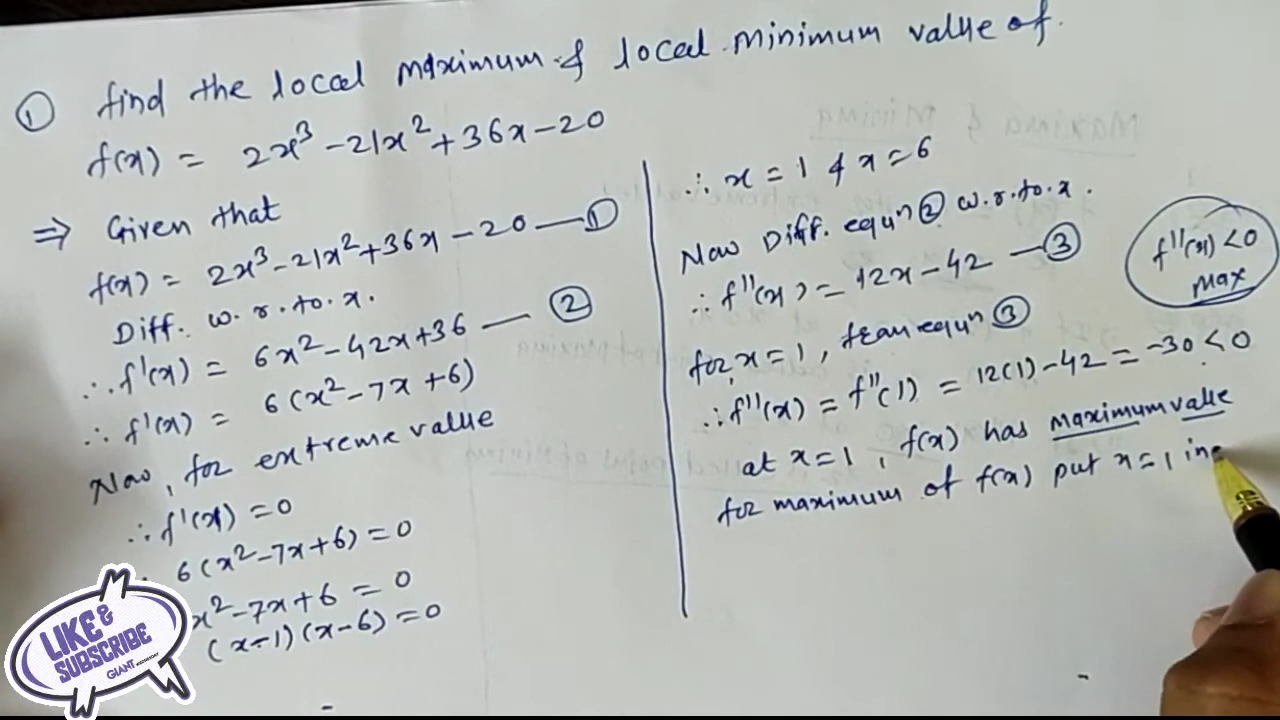 ① find the local maximum & local minimum value of.
f(x) = 2x³ - 21x² + 36x - 20
⇒ Given that
f(x) = 2x³ - 21x² + 36x - 20 — ①
Diff. w. r. to. x.
∴ f'(x) = 6x² - 42x + 36 — ②
∴ f'(x) = 6(x² - 7x + 6)
Now, for extreme value
∴ f'(x) = 0
6(x² - 7x + 6) = 0
x² - 7x + 6 = 0
(x - 1)(x - 6) = 0
∴ x = 1 & x = 6
Now Diff. equⁿ ② w.r.to.x.
∴ f''(x) = 12x - 42 — ③
for x = 1, from equⁿ ③
∴ f''(x) = f''(1) = 12(1) - 42 = -30 < 0
at x = 1, f(x) has maximum value
for maximum of f(x) put x = 1 in
f''(x) < 0
Max
LIKE &
SUBSCRIBE
GIANT